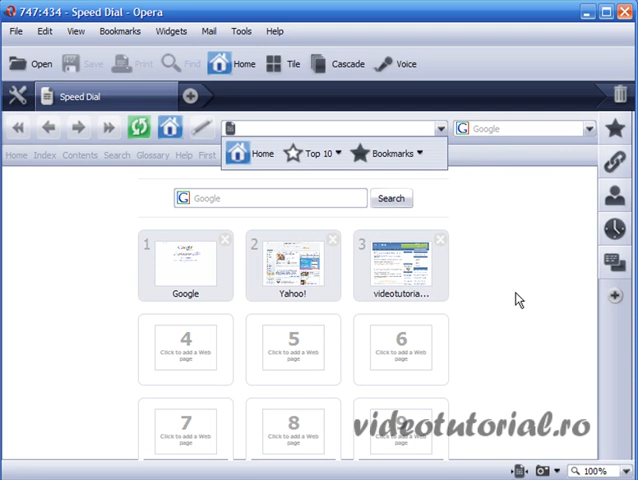 747:434 - Speed Dial - Opera
File Edit View Bookmarks Widgets Mail Tools Help
Open Save Print Find Home Tile Cascade Voice
Speed Dial
Google
Home Top 10 Bookmarks
Home Index Contents Search Glossary Help First
Google Search
1 2 3
Google Yahoo! videotutoria...
4 5 6
Click to add a Web page Click to add a Web page Click to add a Web page
7 8 9
Click to add a Web page Click to add a Web page
videotutorial.ro
100%